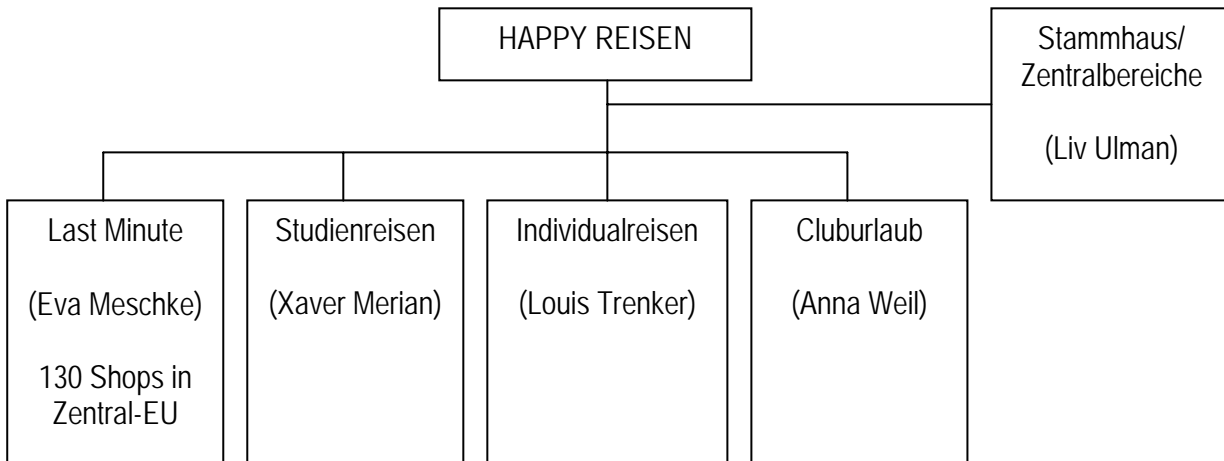 HAPPY REISEN
Stammhaus/
Zentralbereiche
(Liv Ulman)
Last Minute
(Eva Meschke)
130 Shops in
Zentral-EU
Studienreisen
(Xaver Merian)
Individualreisen
(Louis Trenker)
Cluburlaub
(Anna Weil)